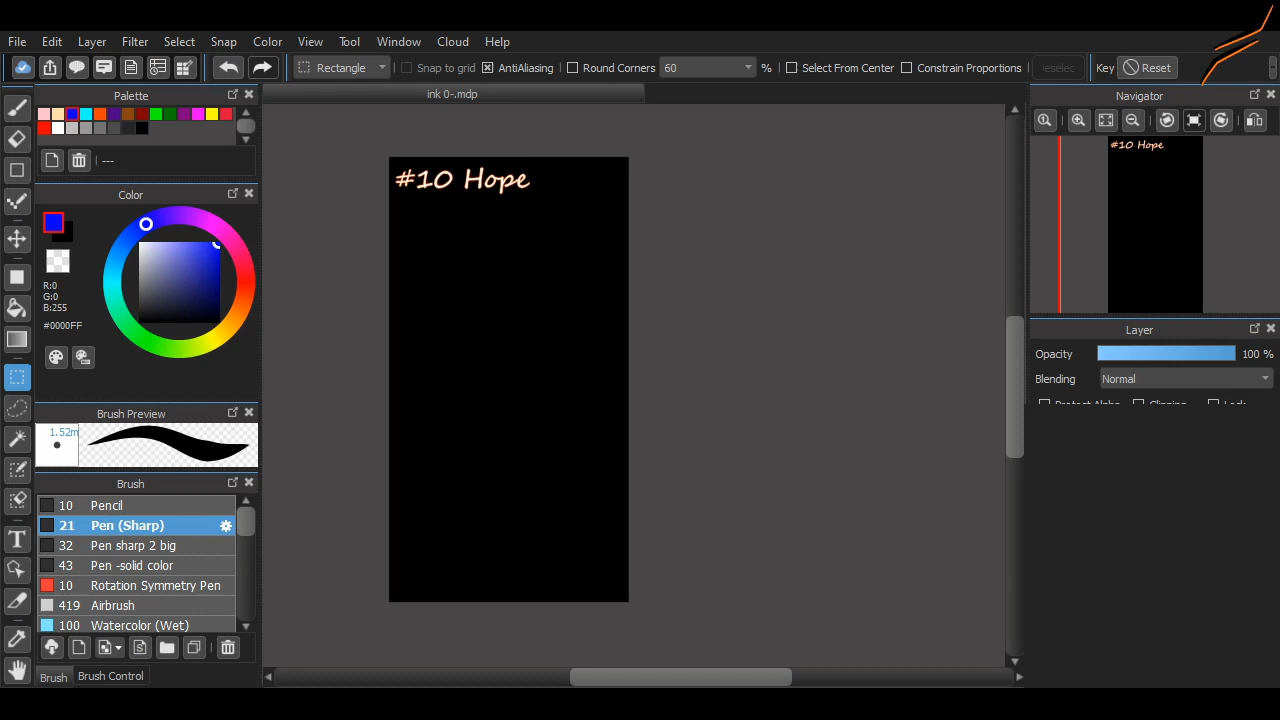 File Edit Layer Filter Select Snap Color View Tool Window Cloud Help
Rectangle Snap to grid AntiAliasing Round Corners 60 % Select From Center Constrain Proportions Key Reset
Palette
---
ink 0-.mdp
Navigator
#10 Hope
#10 Hope
Color
R:0
G:0
B:255
#0000FF
Layer
Opacity 100 %
Blending Normal
Protect Alpha Clipping Lock
Brush Preview
1.52m
Brush
10 Pencil
21 Pen (Sharp)
32 Pen sharp 2 big
43 Pen -solid color
10 Rotation Symmetry Pen
419 Airbrush
100 Watercolor (Wet)
Brush Brush Control